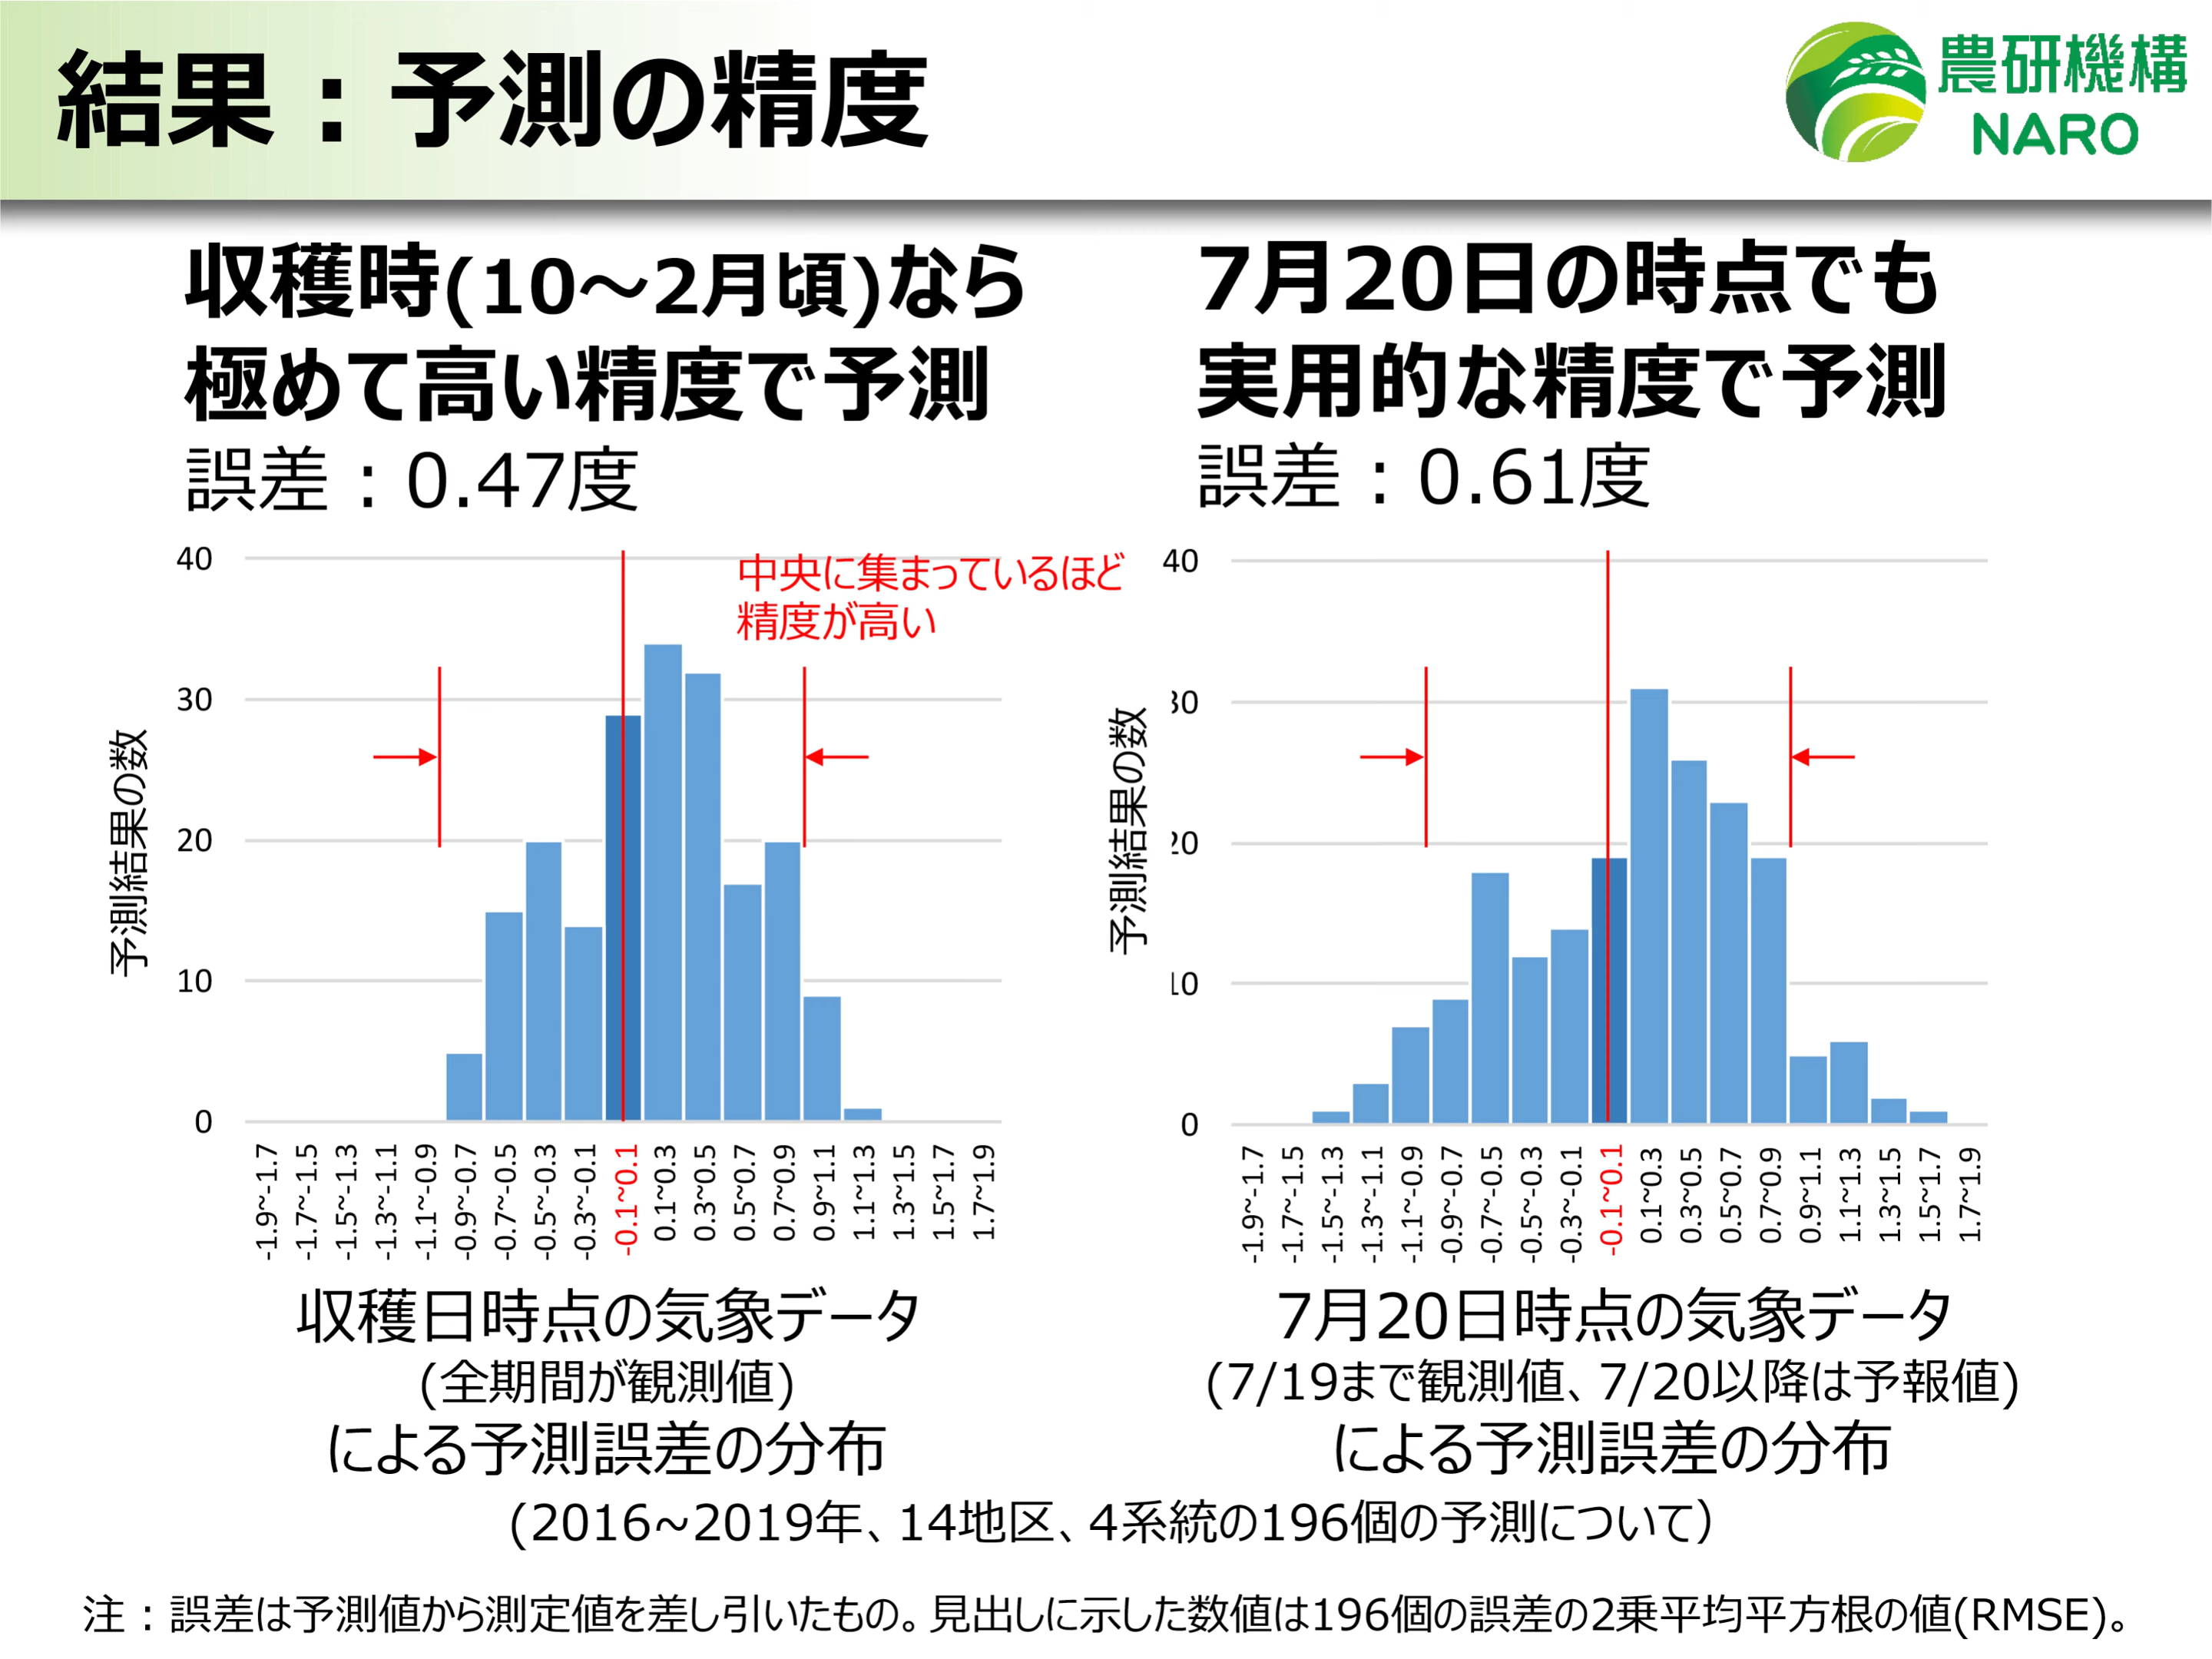 結果：予測の精度
農研機構
NARO
収穫時(10～2月頃)なら
極めて高い精度で予測
誤差：0.47度
7月20日の時点でも
実用的な精度で予測
誤差：0.61度
中央に集まっているほど
精度が高い
予測結果の数
40
30
20
10
0
-1.9~-1.7
-1.7~-1.5
-1.5~-1.3
-1.3~-1.1
-1.1~-0.9
-0.9~-0.7
-0.7~-0.5
-0.5~-0.3
-0.3~-0.1
-0.1~0.1
0.1~0.3
0.3~0.5
0.5~0.7
0.7~0.9
0.9~1.1
1.1~1.3
1.3~1.5
1.5~1.7
1.7~1.9
予測結果の数
40
30
20
10
0
-1.9~-1.7
-1.7~-1.5
-1.5~-1.3
-1.3~-1.1
-1.1~-0.9
-0.9~-0.7
-0.7~-0.5
-0.5~-0.3
-0.3~-0.1
-0.1~0.1
0.1~0.3
0.3~0.5
0.5~0.7
0.7~0.9
0.9~1.1
1.1~1.3
1.3~1.5
1.5~1.7
1.7~1.9
収穫日時点の気象データ
(全期間が観測値)
による予測誤差の分布
7月20日時点の気象データ
(7/19まで観測値、7/20以降は予報値)
による予測誤差の分布
(2016~2019年、14地区、4系統の196個の予測について)
注：誤差は予測値から測定値を差し引いたもの。見出しに示した数値は196個の誤差の2乗平均平方根の値(RMSE)。